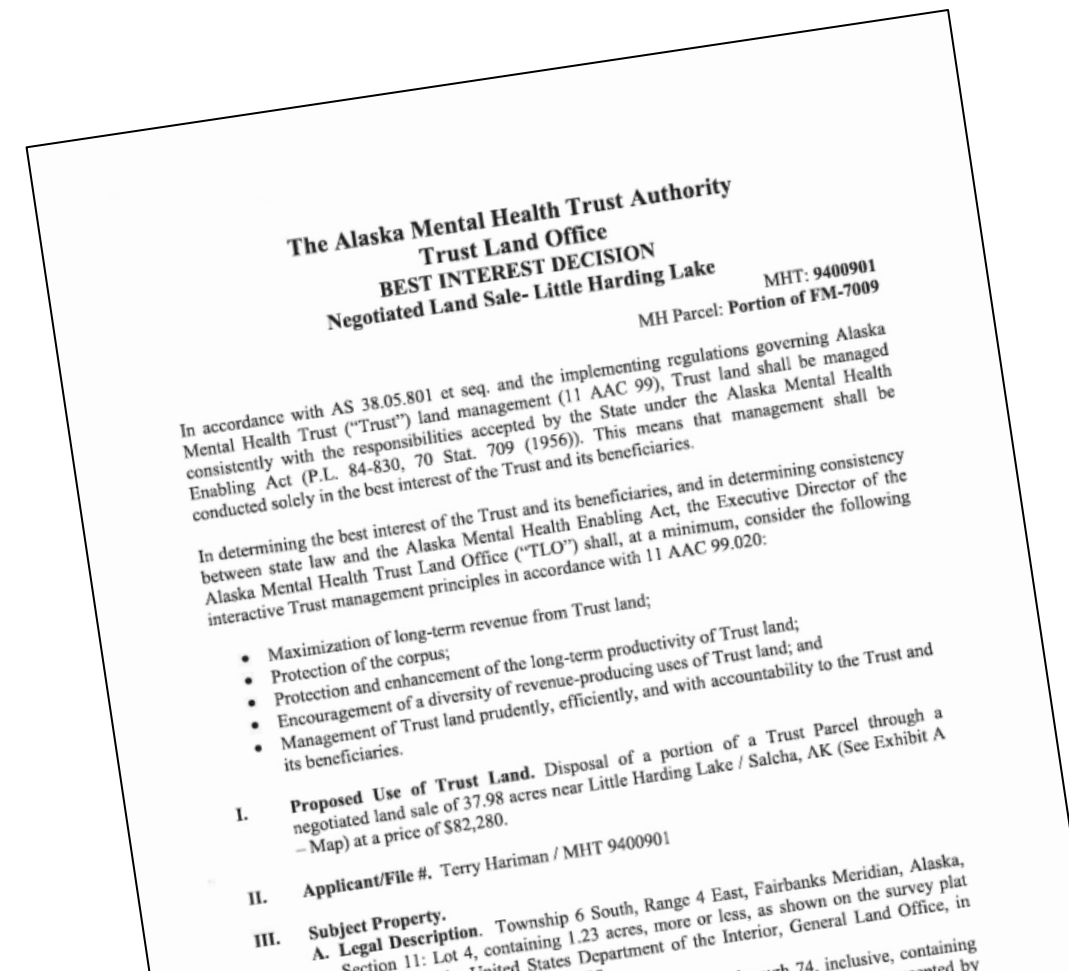 The Alaska Mental Health Trust Authority
Trust Land Office
BEST INTEREST DECISION
Negotiated Land Sale- Little Harding Lake
MHT: 9400901
MH Parcel: Portion of FM-7009
In accordance with AS 38.05.801 et seq. and the implementing regulations governing Alaska
Mental Health Trust (“Trust”) land management (11 AAC 99), Trust land shall be managed
consistently with the responsibilities accepted by the State under the Alaska Mental Health
Enabling Act (P.L. 84-830, 70 Stat. 709 (1956)). This means that management shall be
conducted solely in the best interest of the Trust and its beneficiaries.
In determining the best interest of the Trust and its beneficiaries, and in determining consistency
between state law and the Alaska Mental Health Enabling Act, the Executive Director of the
Alaska Mental Health Trust Land Office (“TLO”) shall, at a minimum, consider the following
interactive Trust management principles in accordance with 11 AAC 99.020:
• Maximization of long-term revenue from Trust land;
• Protection of the corpus;
• Protection and enhancement of the long-term productivity of Trust land;
• Encouragement of a diversity of revenue-producing uses of Trust land; and
• Management of Trust land prudently, efficiently, and with accountability to the Trust and
its beneficiaries.
I. Proposed Use of Trust Land. Disposal of a portion of a Trust Parcel through a
negotiated land sale of 37.98 acres near Little Harding Lake / Salcha, AK (See Exhibit A
– Map) at a price of $82,280.
II. Applicant/File #. Terry Hariman / MHT 9400901
III. Subject Property.
A. Legal Description. Township 6 South, Range 4 East, Fairbanks Meridian, Alaska,
Section 11: Lot 4, containing 1.23 acres, more or less, as shown on the survey plat
United States Department of the Interior, General Land Office, in
74, inclusive, containing
by